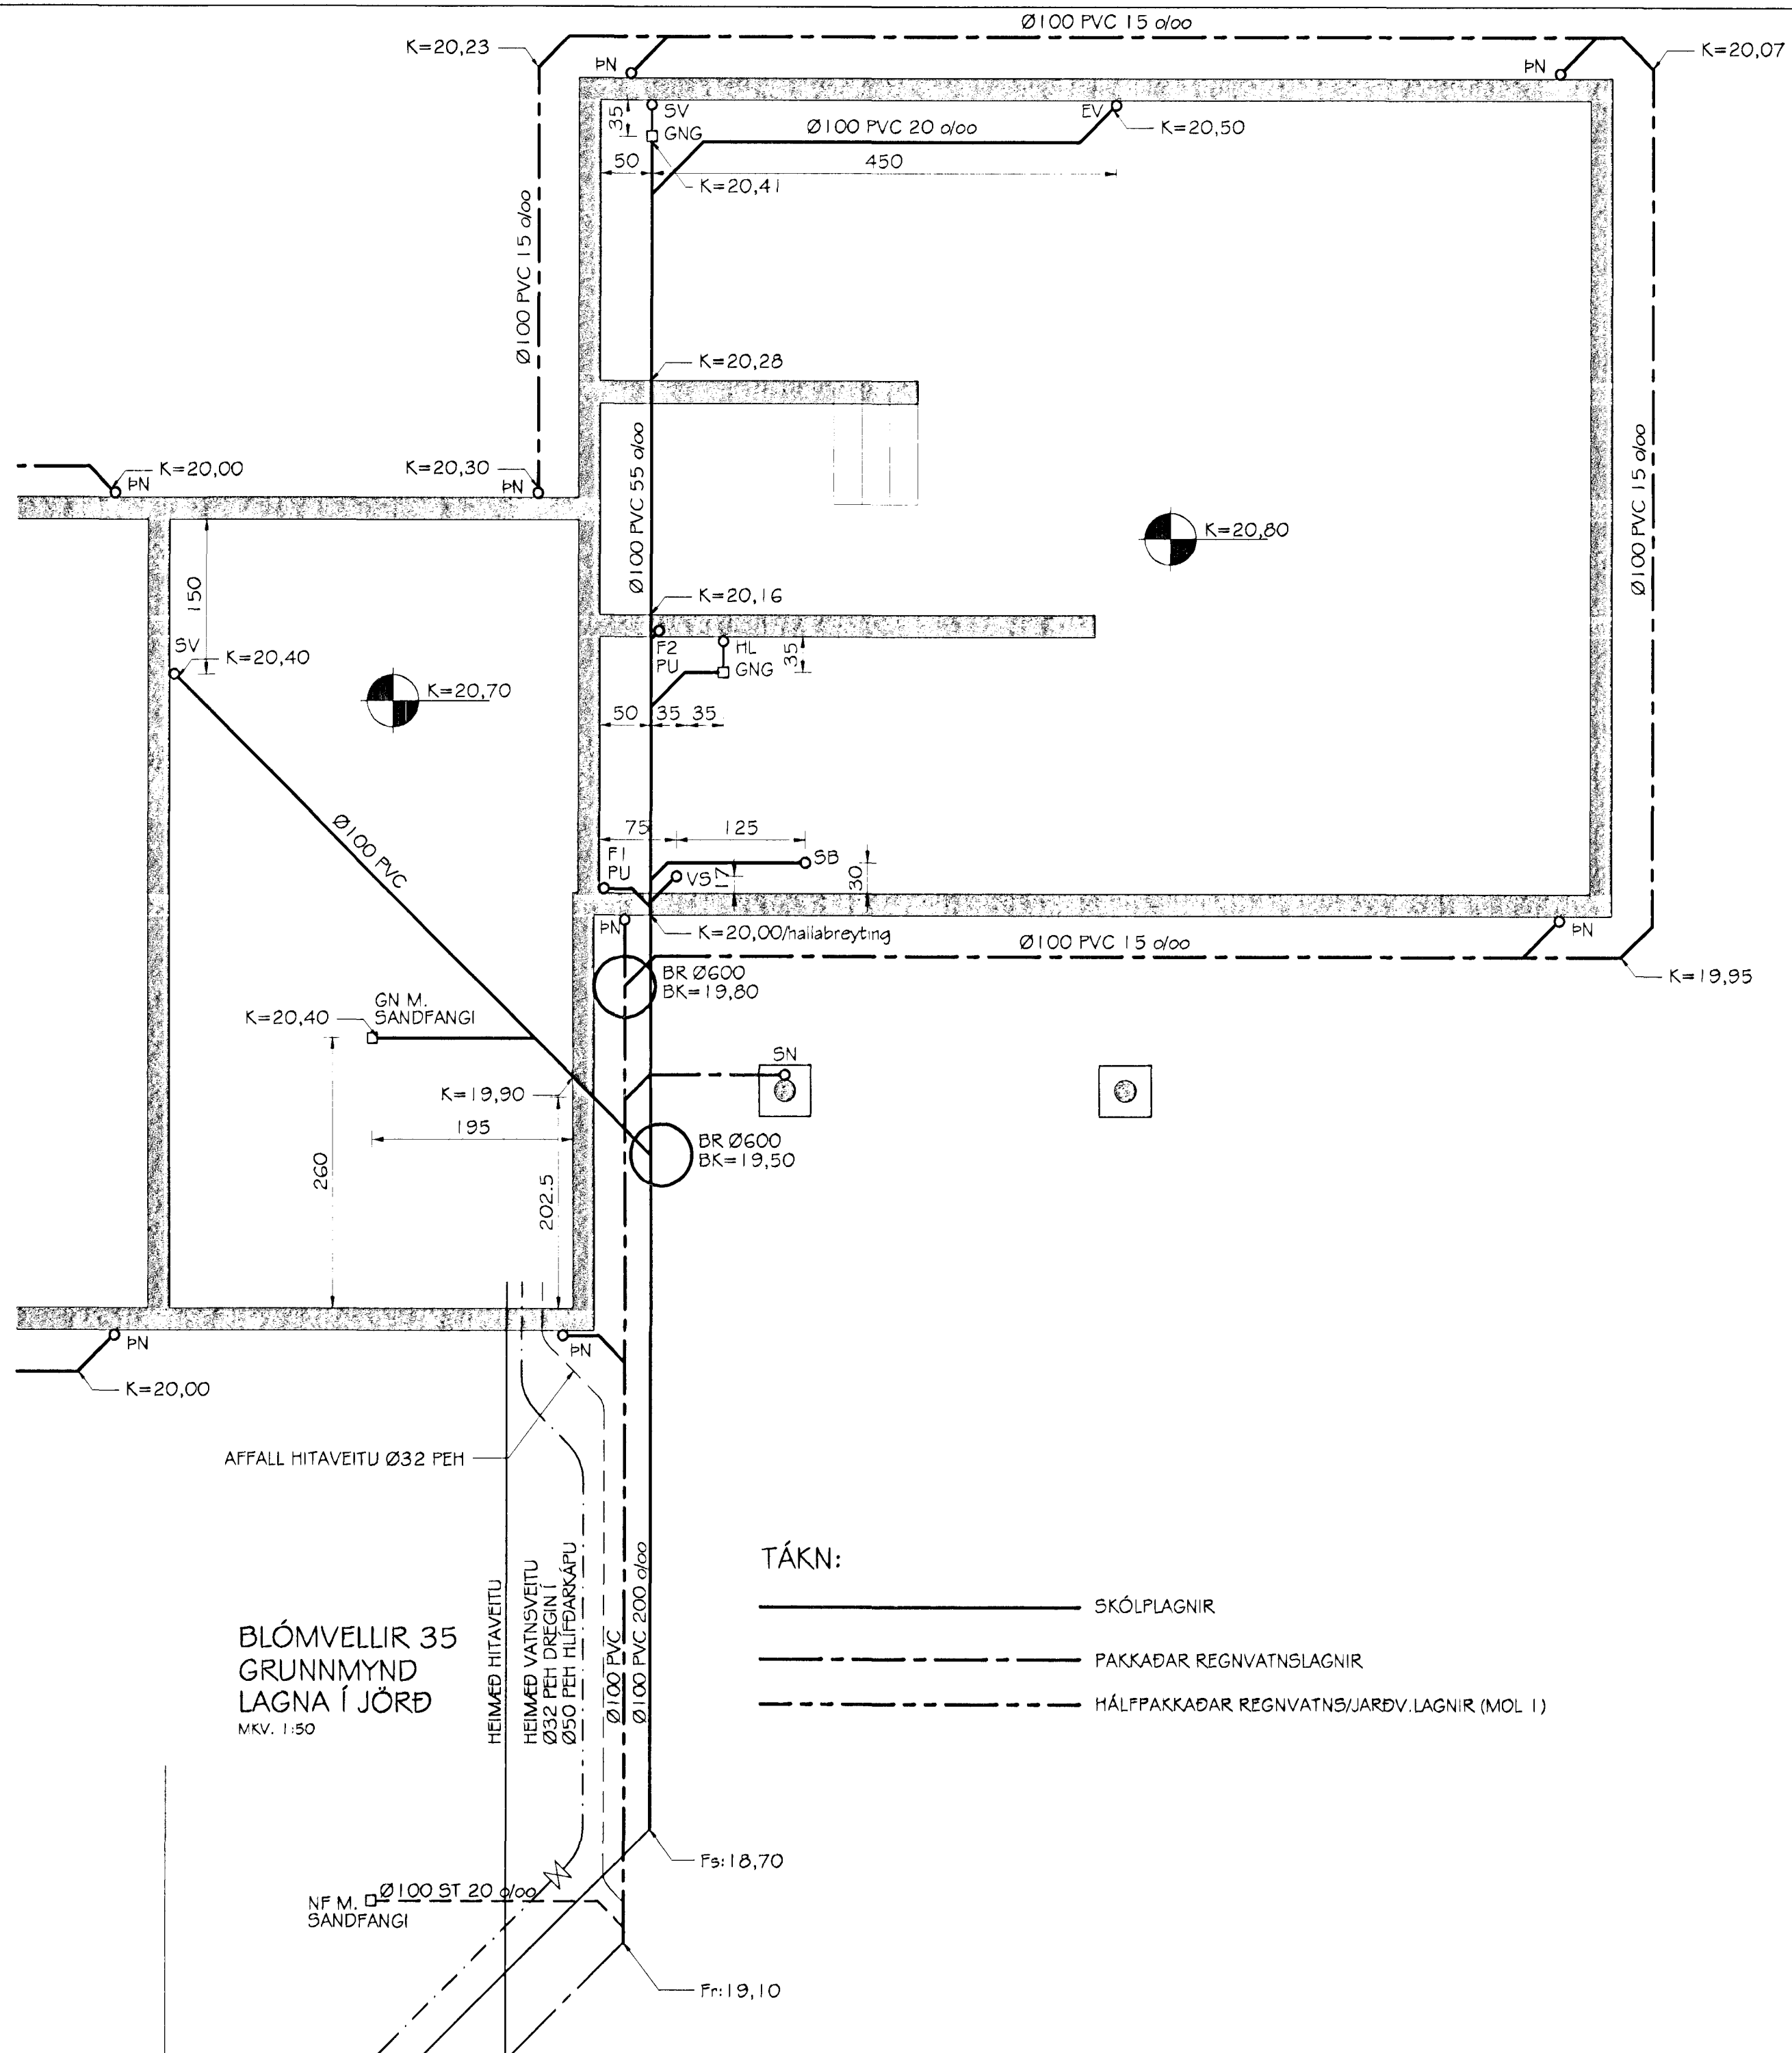 Ø100 PVC 15 o/oo
K=20,23
K=20,07
ÞN
ÞN
SV
EV
35
GNG
Ø100 PVC 20 o/oo
K=20,50
50
450
K=20,41
Ø100 PVC 15 o/oo
K=20,28
K=20,00
K=20,30
ÞN
ÞN
Ø100 PVC 55 o/oo
Ø100 PVC 15 o/oo
K=20,80
150
K=20,16
SV
K=20,40
F2
PU
HL
GNG
35
K=20,70
50
35
35
Ø100 PVC
75
125
F1
PU
SB
VS
17
30
ÞN
K=20,00/hallabreyting
Ø100 PVC 15 o/oo
ÞN
K=19,95
BR Ø600
BK=19,80
GN M.
SANDFANGI
K=20,40
SN
K=19,90
195
BR Ø600
BK=19,50
260
202.5
ÞN
ÞN
K=20,00
AFFALL HITAVEITU Ø32 PEH
TÁKN:
SKÓLPLAGNIR
PAKKAÐAR REGNVATNSLAGNIR
HÁLFPAKKAÐAR REGNVATNS/JARÐV.LAGNIR (MOL 1)
BLÓMVELLIR 35
GRUNNMYND
LAGNA Í JÖRÐ
MKV. 1:50
HEIMÆÐ HITAVEITU
HEIMÆÐ VATNSVEITU
Ø32 PEH DREGIN Í
Ø50 PEH HLÍFÐARKÁPU
Ø100 PVC
Ø100 PVC 200 o/oo
Fs:18,70
Ø100 ST 20 o/oo
NF M.
SANDFANGI
Fr:19,10